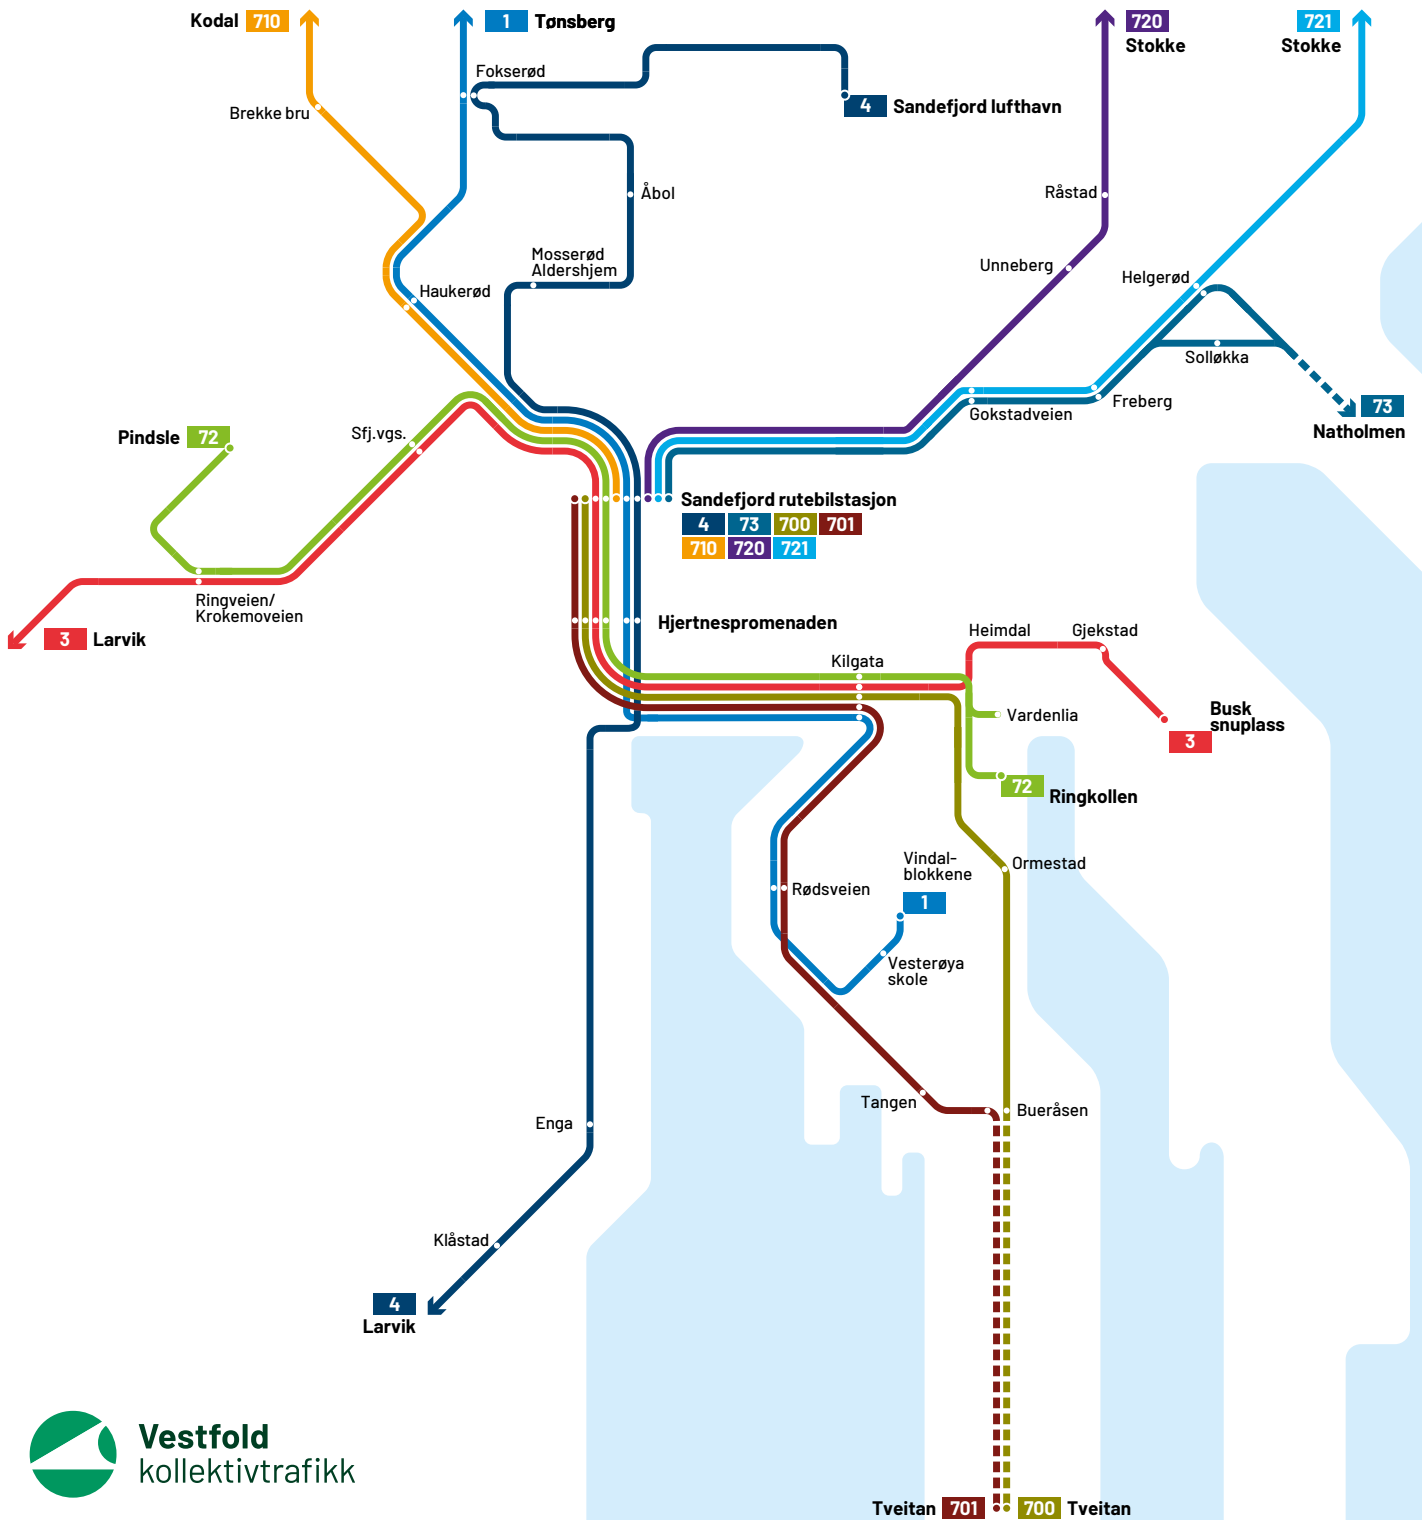 Kodal 710
1 Tønsberg
720
Stokke
721
Stokke
Fokserød
4 Sandefjord lufthavn
Brekke bru
Åbol
Råstad
Mosserød
Aldershjem
Unneberg
Helgerød
Haukerød
Solløkka
Freberg
Gokstadveien
73
Natholmen
Pindsle 72
Sfj.vgs.
Sandefjord rutebilstasjon
4 73 700 701
710 720 721
Ringveien/
Krokemoveien
3 Larvik
Hjertnespromenaden
Heimdal
Gjekstad
Kilgata
Vardenlia
Busk
snuplass
3
72
Ringkollen
Vindal-
blokkene
1
Ormestad
Rødsveien
Vesterøya
skole
Tangen
Bueråsen
Enga
Klåstad
4
Larvik
Vestfold
kollektivtrafikk
Tveitan 701
700 Tveitan